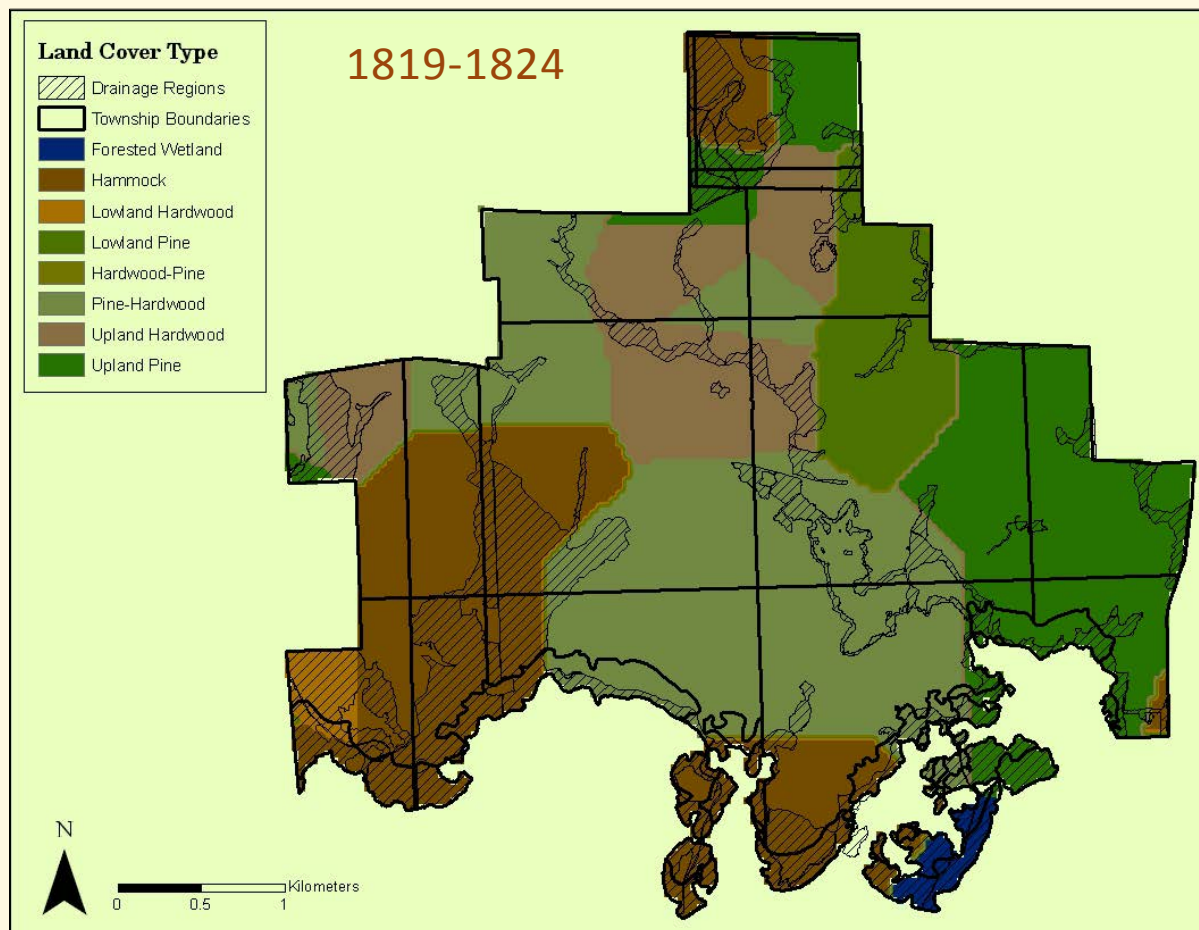 1819-1824
Land Cover Type
Drainage Regions
Township Boundaries
Forested Wetland
Hammock
Lowland Hardwood
Lowland Pine
Hardwood-Pine
Pine-Hardwood
Upland Hardwood
Upland Pine
N
Kilometers
0 0.5 1